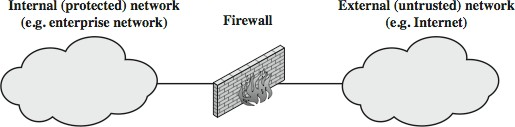 Internal (protected) network
(e.g. enterprise network)
Firewall
External (untrusted) network
(e.g. Internet)